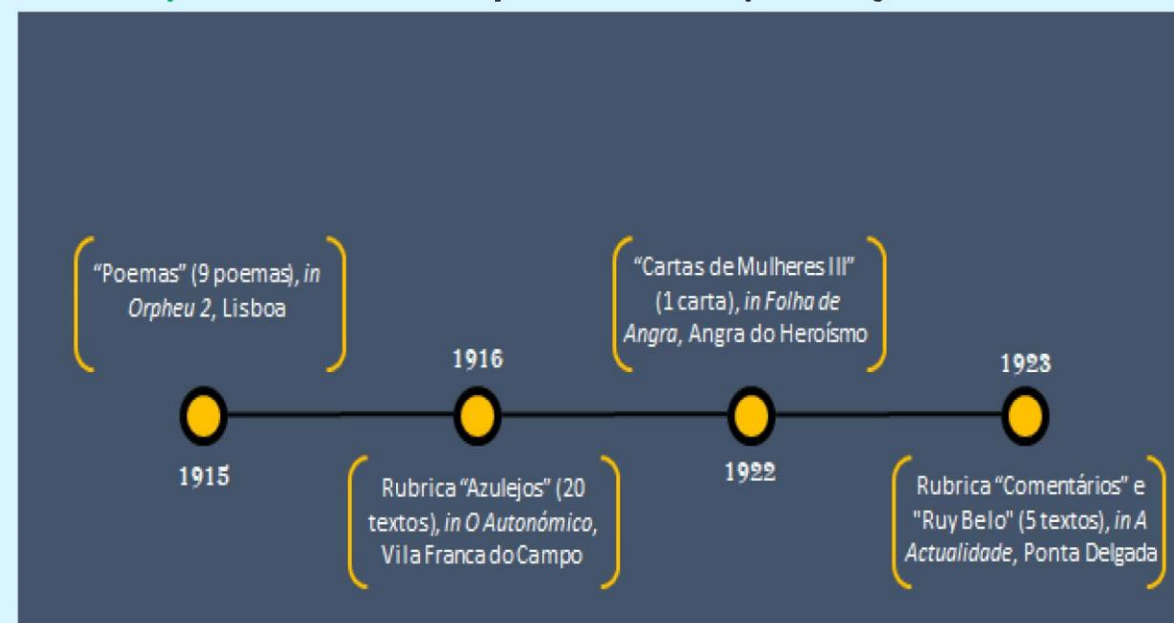 “Poemas” (9 poemas), in
Orpheu 2, Lisboa
1915
1916
Rubrica “Azulejos” (20
textos), in O Autonómico,
Vila Franca do Campo
“Cartas de Mulheres III”
(1 carta), in Folha de
Angra, Angra do Heroísmo
1922
1923
Rubrica “Comentários” e
"Ruy Belo" (5 textos), in A
Actualidade, Ponta Delgada